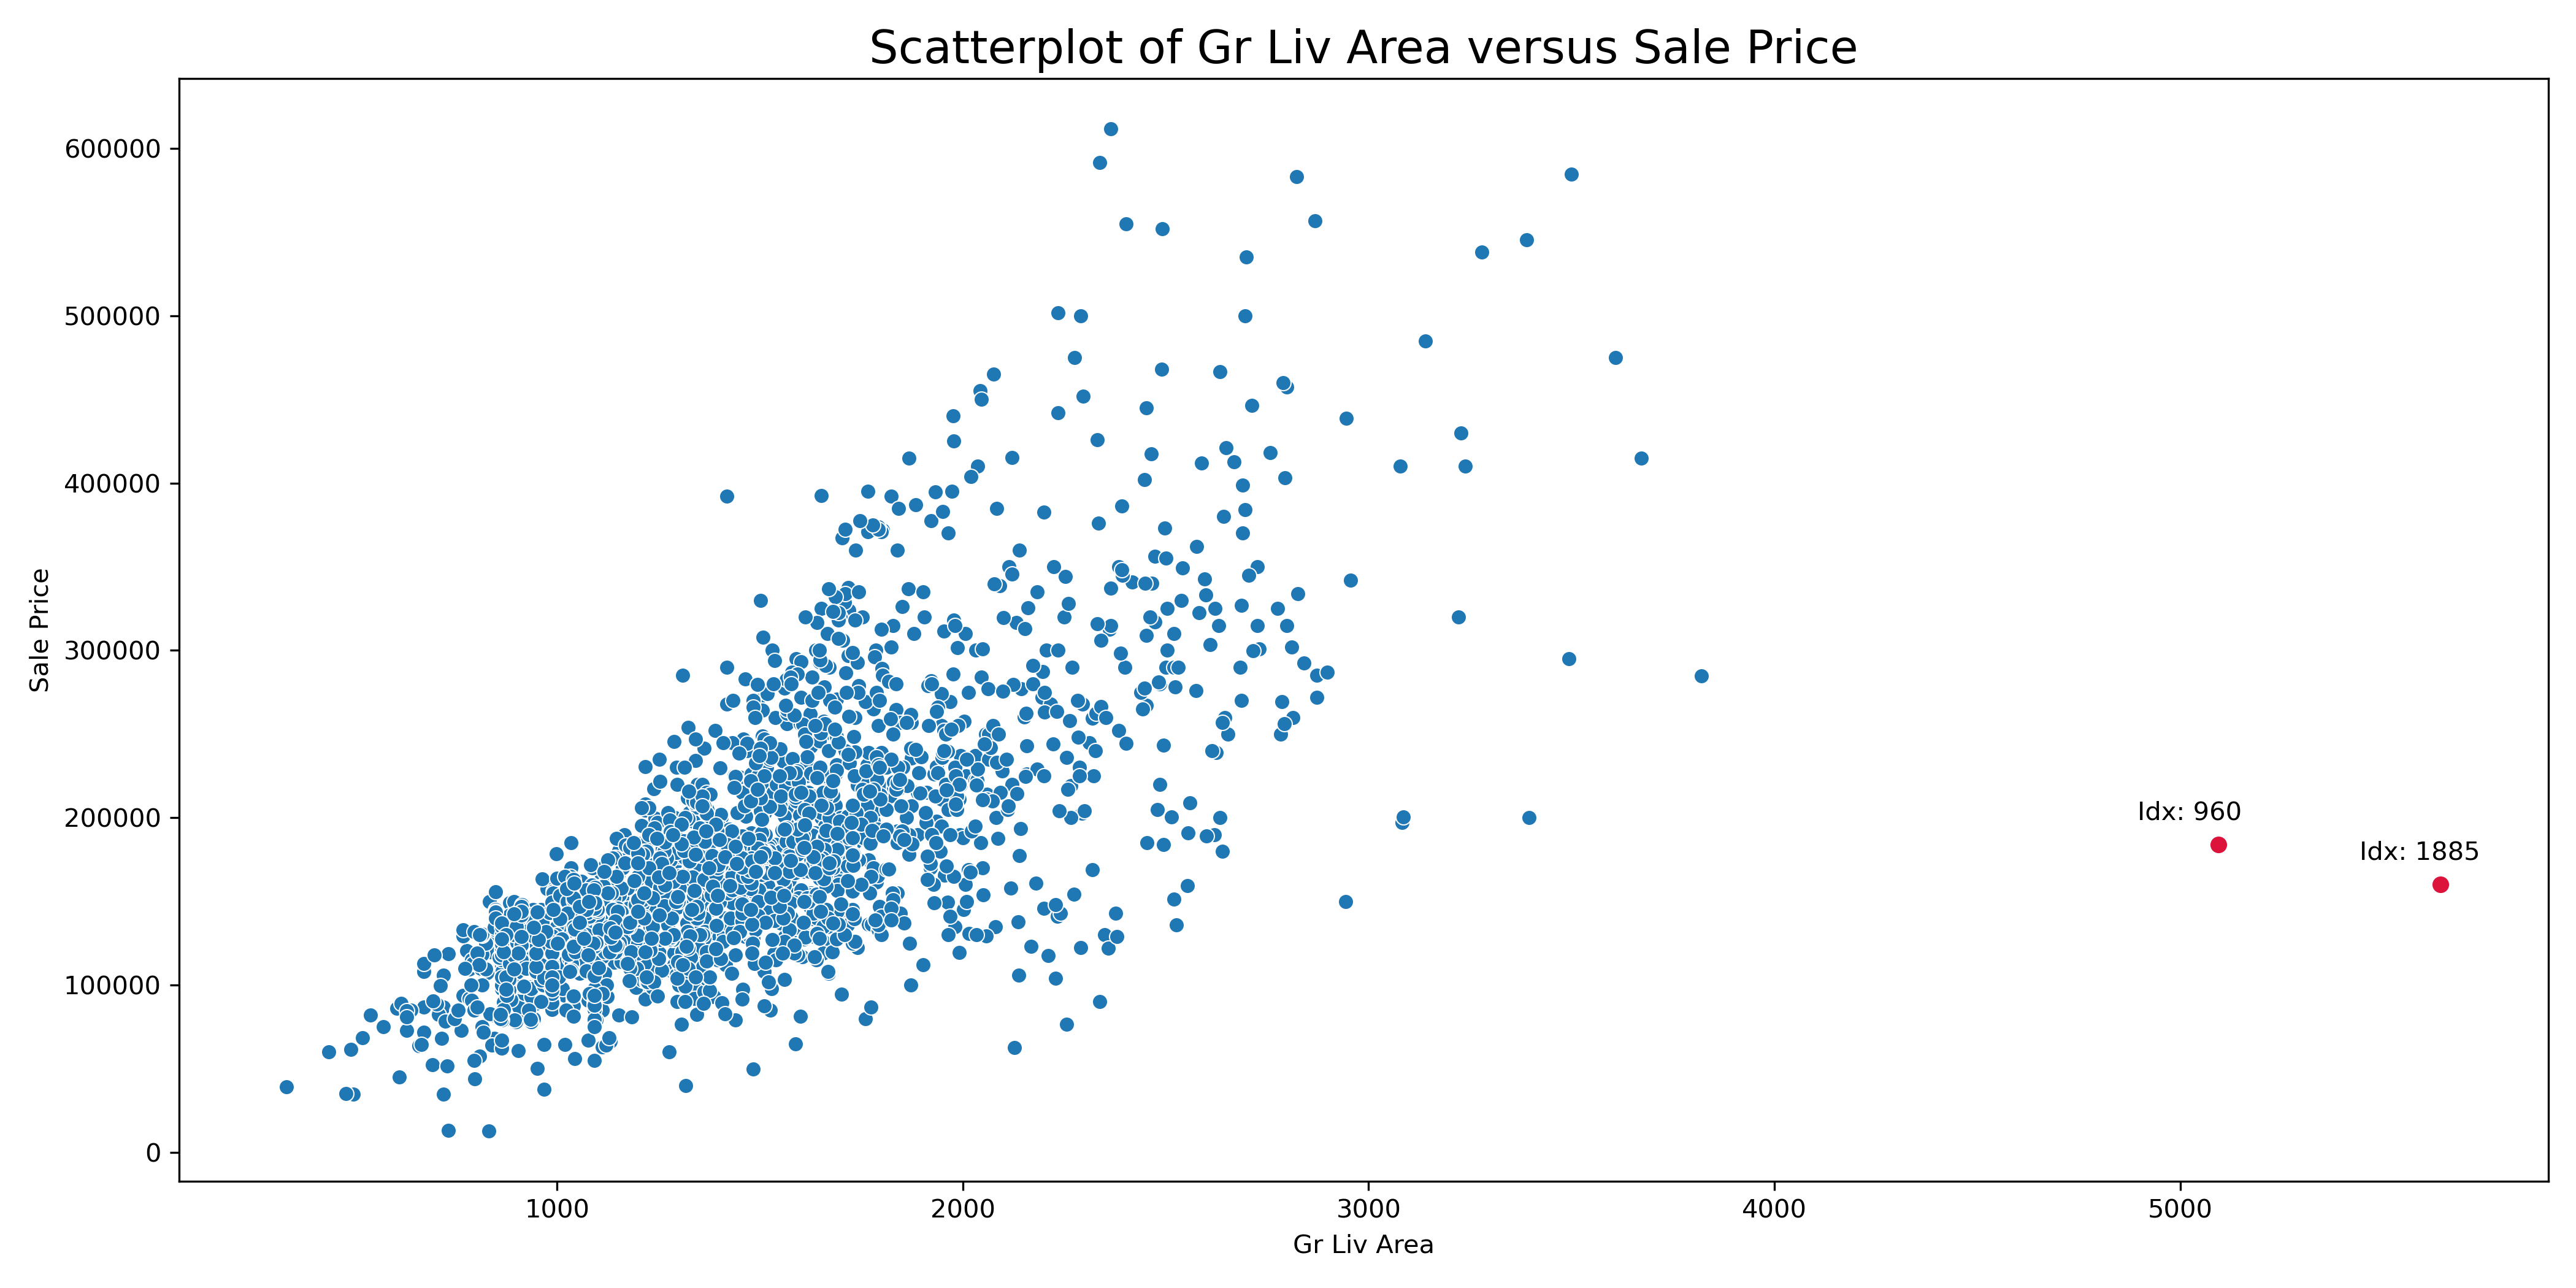 Scatterplot of Gr Liv Area versus Sale Price
600000
500000
400000
300000
200000
100000
0
Sale Price
Idx: 960
Idx: 1885
1000 2000 3000 4000 5000
Gr Liv Area